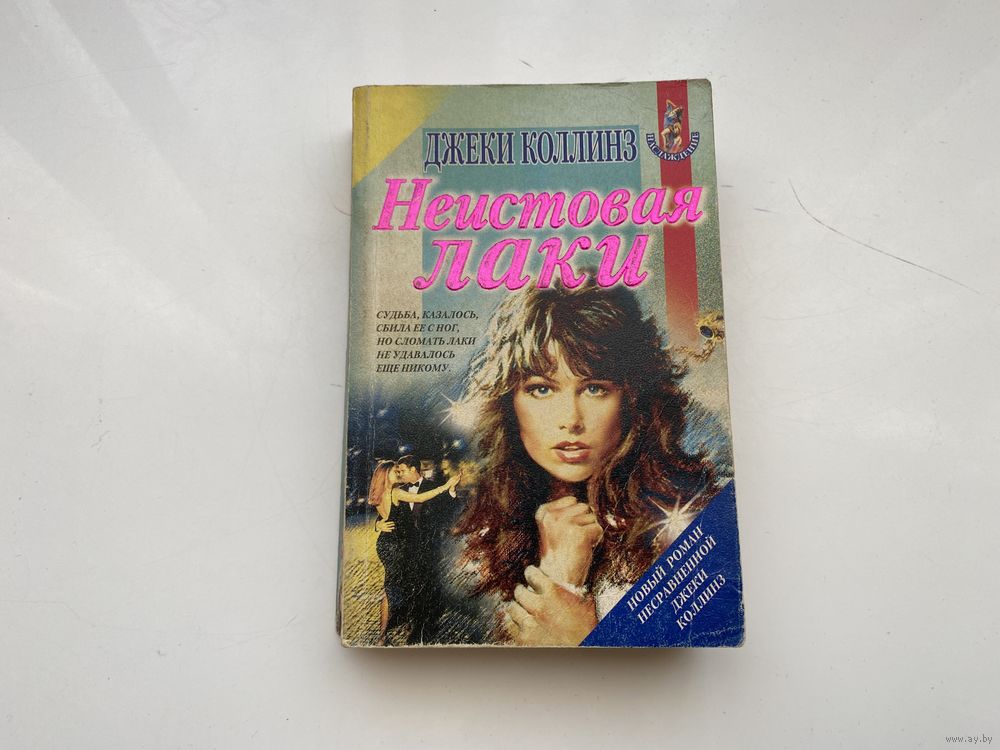 ДЖЕКИ КОЛЛИНЗ
НАСЛАЖДЕНИЕ
Неистовая
лаки
СУДЬБА, КАЗАЛОСЬ,
СБИЛА ЕЕ С НОГ,
НО СЛОМАТЬ ЛАКИ
НЕ УДАВАЛОСЬ
ЕЩЕ НИКОМУ.
НОВЫЙ РОМАН
НЕСРАВНЕННОЙ
ДЖЕКИ
КОЛЛИНЗ
www.ay.by